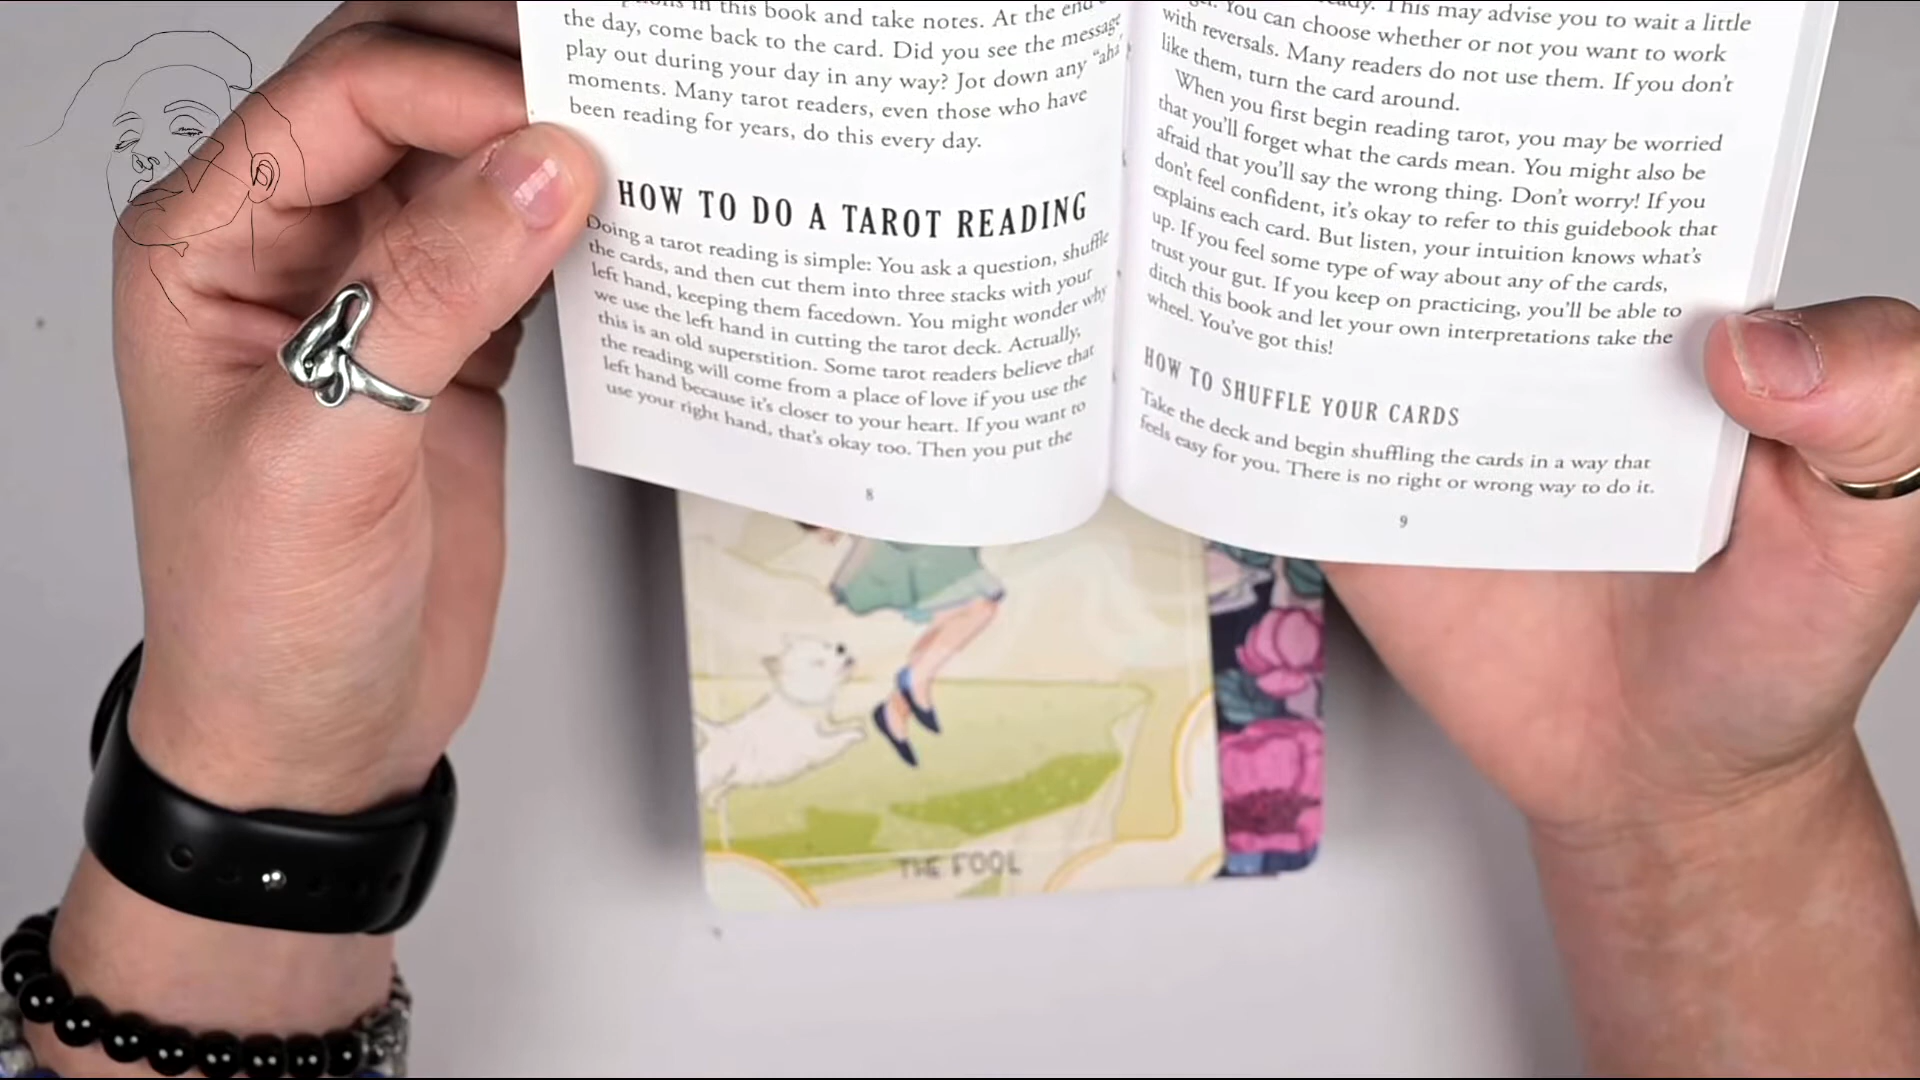 in this book and take notes. At the end
the day, come back to the card. Did you see the message
play out during your day in any way? Jot down any “aha”
moments. Many tarot readers, even those who have
been reading for years, do this every day.
HOW TO DO A TAROT READING
Doing a tarot reading is simple: You ask a question, shuffle
the cards, and then cut them into three stacks with your
left hand, keeping them facedown. You might wonder why
we use the left hand in cutting the tarot deck. Actually,
this is an old superstition. Some tarot readers believe that
the reading will come from a place of love if you use the
left hand because it’s closer to your heart. If you want to
use your right hand, that’s okay too. Then you put the
8
This may advise you to wait a little
You can choose whether or not you want to work
with reversals. Many readers do not use them. If you don’t
like them, turn the card around.
When you first begin reading tarot, you may be worried
that you’ll forget what the cards mean. You might also be
afraid that you’ll say the wrong thing. Don’t worry! If you
don’t feel confident, it’s okay to refer to this guidebook that
explains each card. But listen, your intuition knows what’s
up. If you feel some type of way about any of the cards,
trust your gut. If you keep on practicing, you’ll be able to
ditch this book and let your own interpretations take the
wheel. You’ve got this!
HOW TO SHUFFLE YOUR CARDS
Take the deck and begin shuffling the cards in a way that
feels easy for you. There is no right or wrong way to do it.
9
THE FOOL